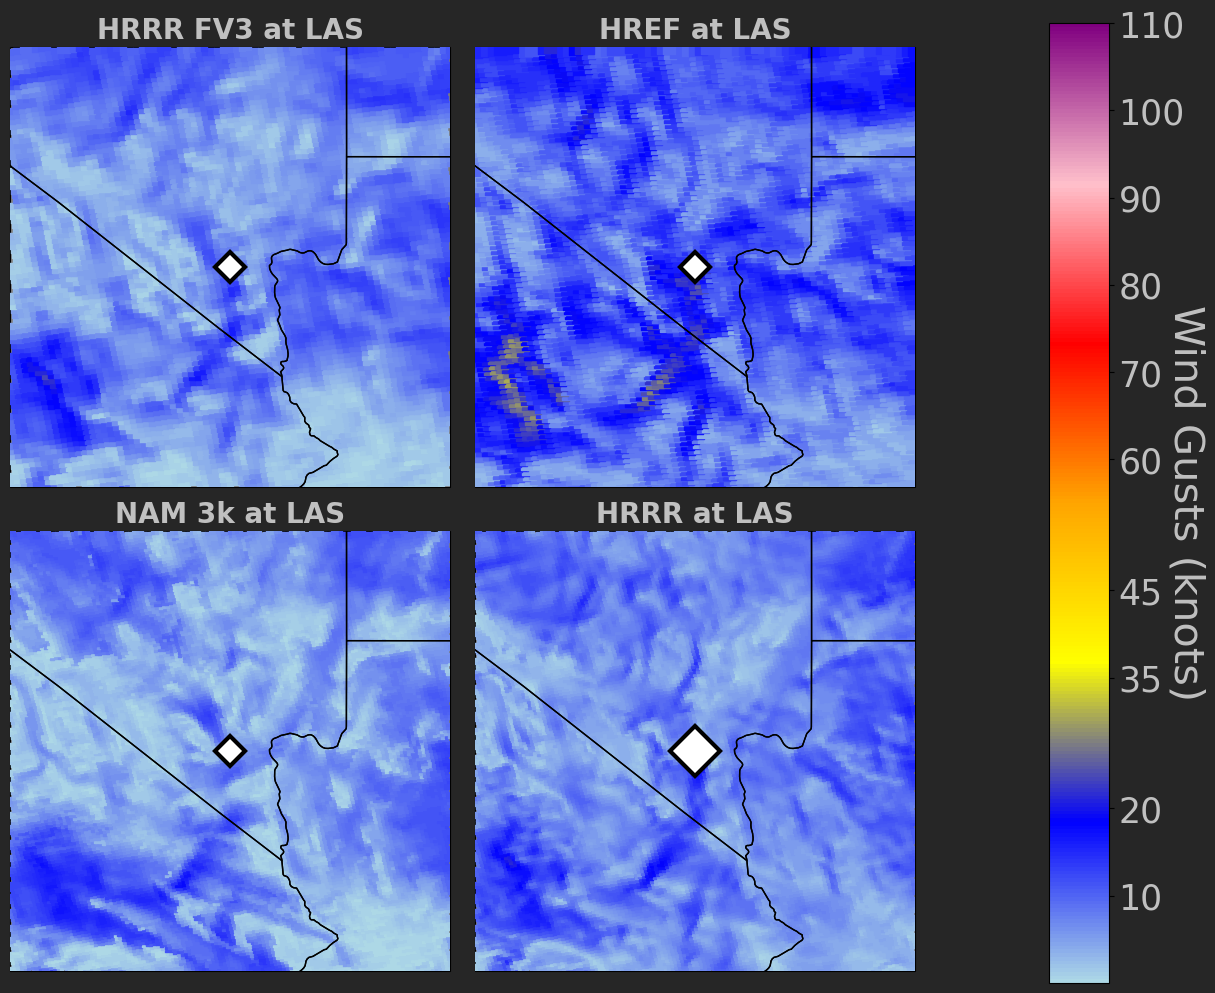 HRRR FV3 at LAS
HREF at LAS
NAM 3k at LAS
HRRR at LAS
110
100
90
80
70
60
45
35
20
10
Wind Gusts (knots)